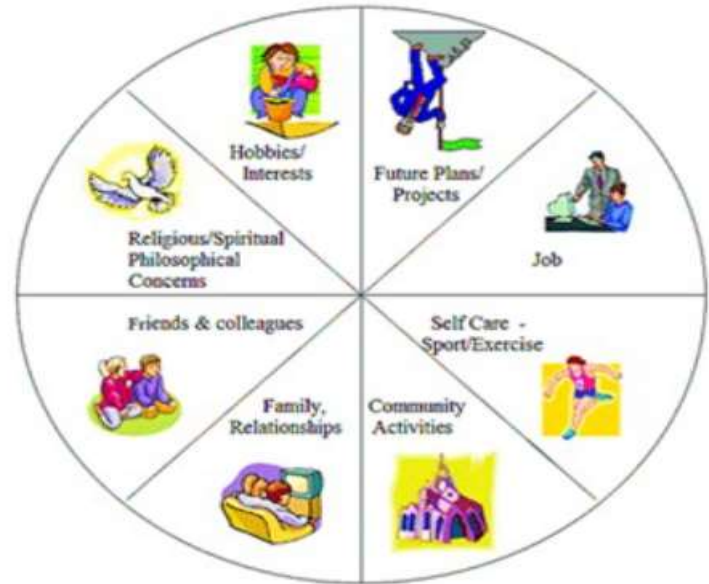 Hobbies/
Interests
Future Plans/
Projects
Religious/Spiritual
Philosophical
Concerns
Job
Friends & colleagues
Self Care -
Sport/Exercise
Family,
Relationships
Community
Activities